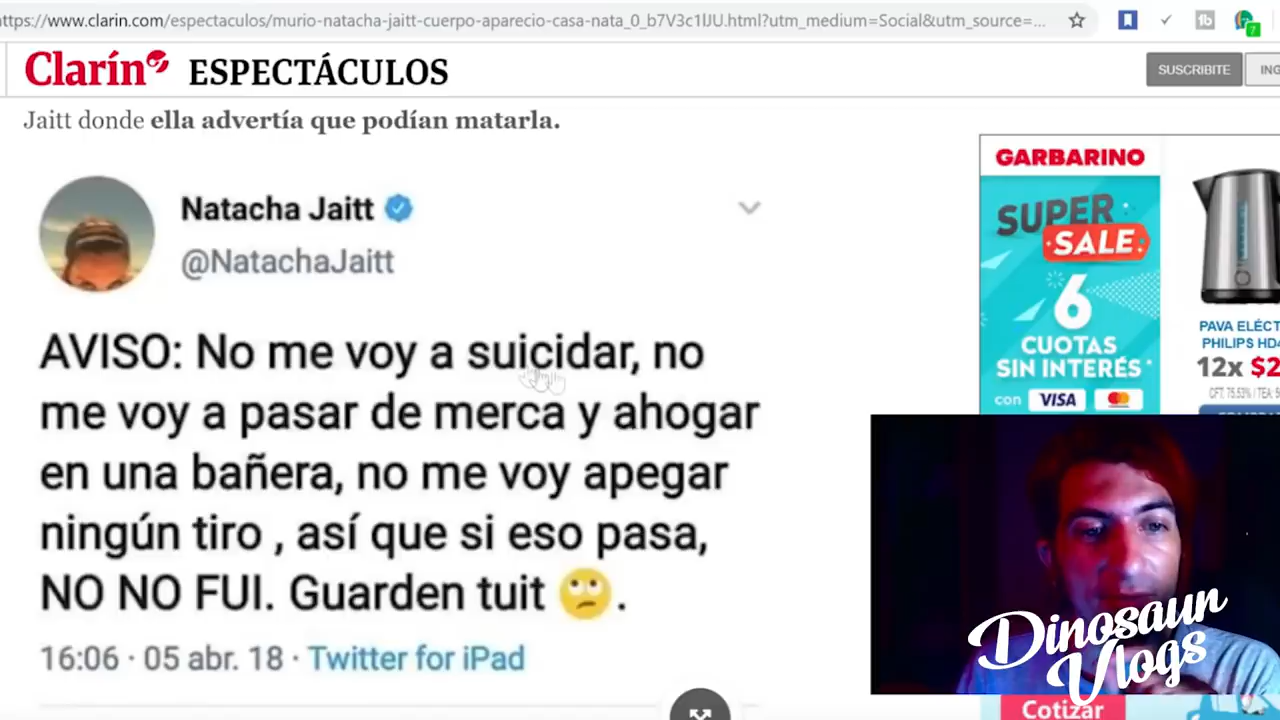 https://www.clarin.com/espectaculos/murio-natacha-jaitt-cuerpo-aparecio-casa-nata_0_b7V3c1lJU.html?utm_medium=Social&utm_source=...
Clarín ESPECTÁCULOS
SUSCRIBITE
ING
Jaitt donde ella advertía que podían matarla.
Natacha Jaitt
@NatachaJaitt
AVISO: No me voy a suicidar, no
me voy a pasar de merca y ahogar
en una bañera, no me voy apegar
ningún tiro , así que si eso pasa,
NO NO FUI. Guarden tuit 🙄.
16:06 · 05 abr. 18 · Twitter for iPad
GARBARINO
SUPER
SALE
6
CUOTAS
SIN INTERÉS*
con VISA
PAVA ELÉCT
PHILIPS HD4
12x $2
Dinosaur
Vlogs
Cotizar